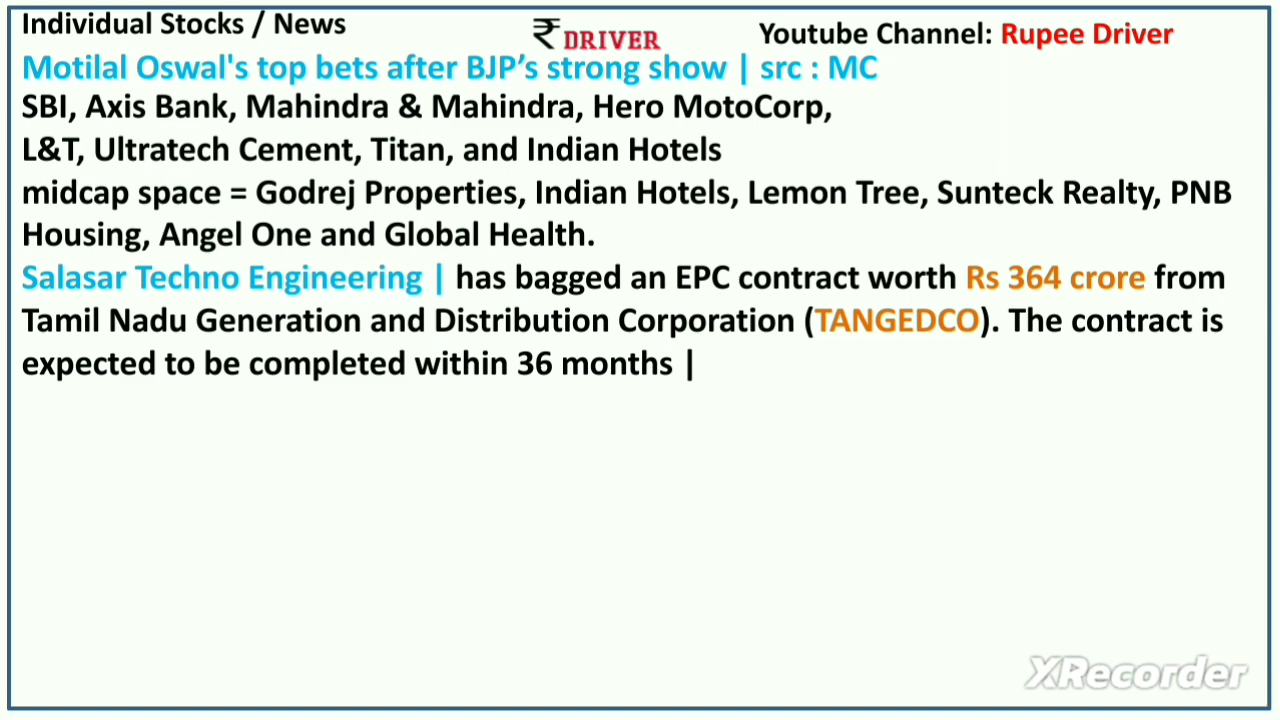 Individual Stocks / News
₹ DRIVER
Youtube Channel: Rupee Driver
Motilal Oswal's top bets after BJP’s strong show | src : MC
SBI, Axis Bank, Mahindra & Mahindra, Hero MotoCorp,
L&T, Ultratech Cement, Titan, and Indian Hotels
midcap space = Godrej Properties, Indian Hotels, Lemon Tree, Sunteck Realty, PNB
Housing, Angel One and Global Health.
Salasar Techno Engineering | has bagged an EPC contract worth Rs 364 crore from
Tamil Nadu Generation and Distribution Corporation (TANGEDCO). The contract is
expected to be completed within 36 months |
XRecorder